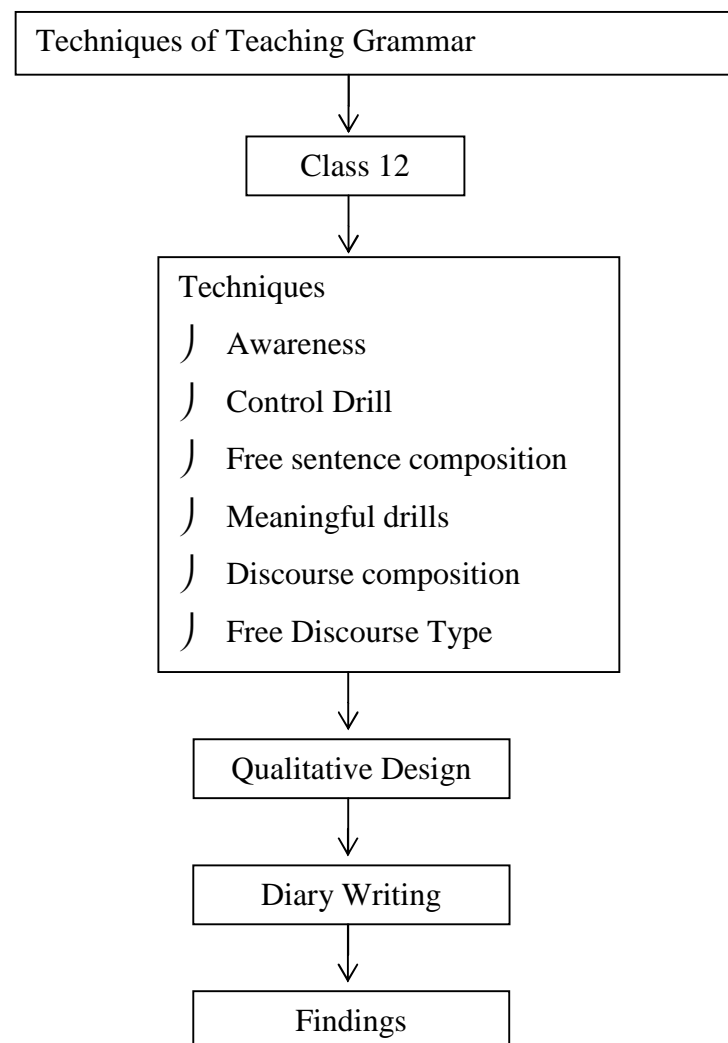 Techniques of Teaching Grammar
Class 12
Techniques
Awareness
Control Drill
Free sentence composition
Meaningful drills
Discourse composition
Free Discourse Type
Qualitative Design
Diary Writing
Findings